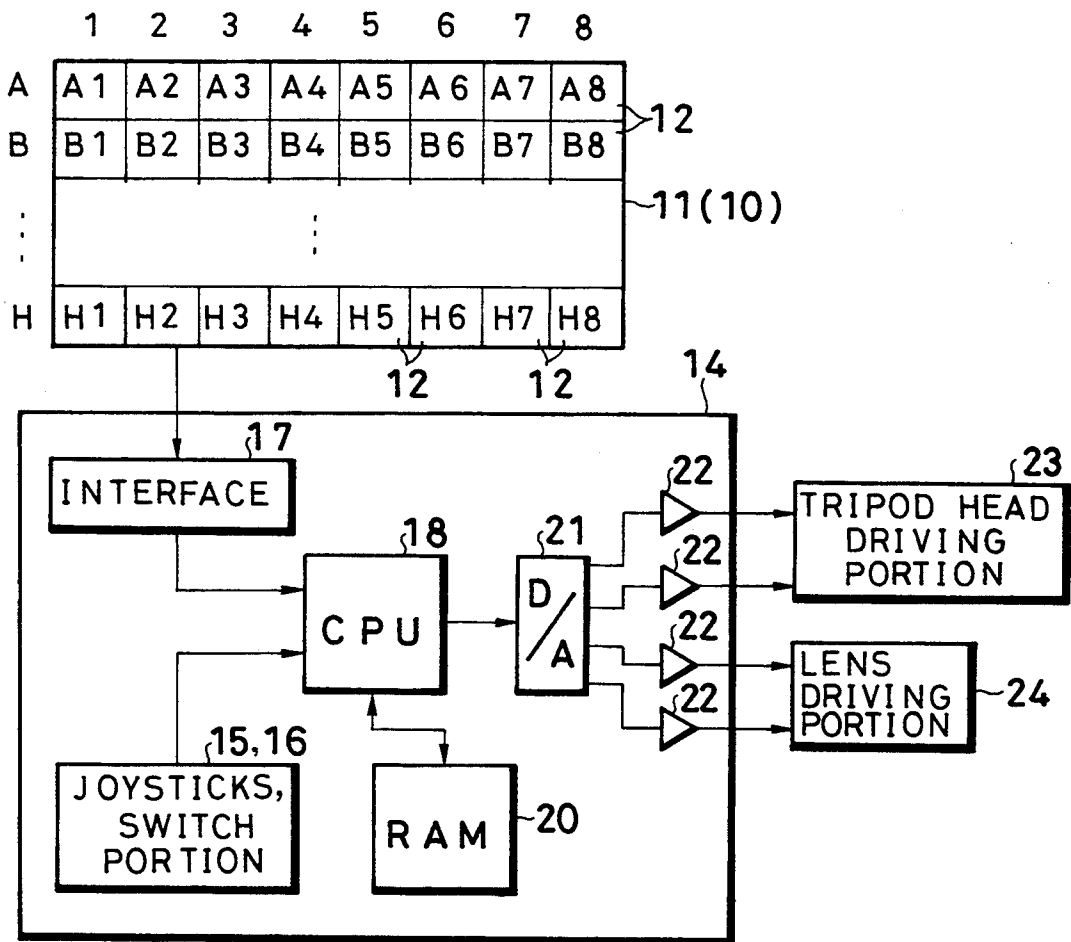 1 2 3 4 5 6 7 8
A A1 A2 A3 A4 A5 A6 A7 A8
12
B B1 B2 B3 B4 B5 B6 B7 B8
11(10)
H H1 H2 H3 H4 H5 H6 H7 H8
12 12
14
17
INTERFACE
22
23
TRIPOD HEAD
DRIVING
PORTION
18
CPU
21
D/A
22
22
LENS
DRIVING
PORTION
24
22
15,16
JOYSTICKS,
SWITCH
PORTION
RAM
20